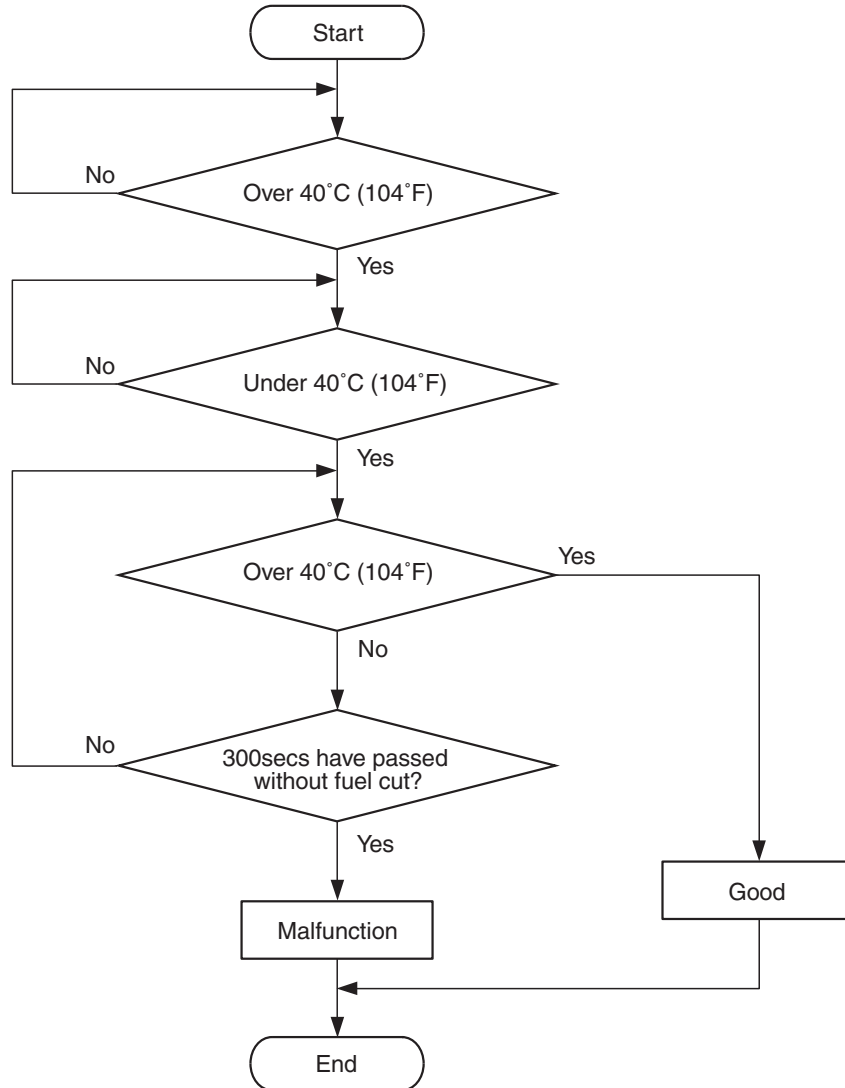 Start
No
Over 40˚C (104˚F)
Yes
No
Under 40˚C (104˚F)
Yes
Yes
Over 40˚C (104˚F)
No
No
300secs have passed
without fuel cut?
Yes
Good
Malfunction
End